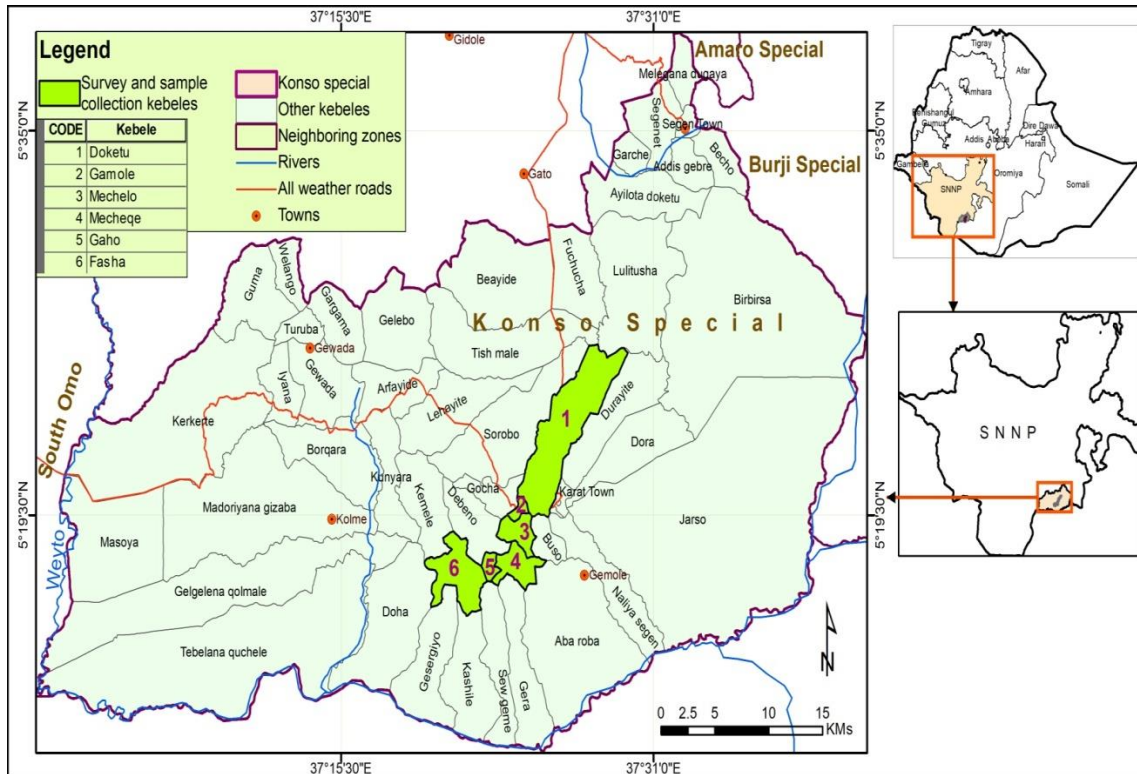 37°15'30"E
37°31'0"E
Legend
Survey and sample
collection kebeles
CODE Kebele
1 Doketu
2 Gamole
3 Mechelo
4 Mecheqe
5 Gaho
6 Fasha
Konso special
Other kebeles
Neighboring zones
Rivers
All weather roads
Towns
Gidole
Amaro Special
Melegana dugaya
Segenet
Segen Town
5°35'0"N
5°35'0"N
Garche
Addis gebre
Becho
Burji Special
Gato
Ayilota doketu
Guma
Welango
Gargama
Beayide
Fuchucha
Lulitusha
Birbirsa
Turuba
Gelebo
Konso Special
Gewada
Tish male
Iyana
Gewada
Arfayide
South Omo
Kerkerte
Lehayite
1
Durayite
Sorobo
Dora
Borqara
Kunyara
Kemele
Gocha
Debeno
Karat Town
Madoriyana gizaba
2
5°19'30"N
5°19'30"N
Kolme
3
Jarso
Masoya
Weyto
Buso
6
5
4
Gemole
Gelgelena qolmale
Doha
Naliya segen
Tebelana quchele
Gesergiyo
Kashile
Sew geme
Gera
Aba roba
N
0 2.5 5 10 15
KMs
37°15'30"E
37°31'0"E
Tigray
Afar
Amhara
Benishangul
Gumuz
Addis Ababa
Dire Dawa
Harari
Gambela
Oromiya
SNNP
Somali
SNNP